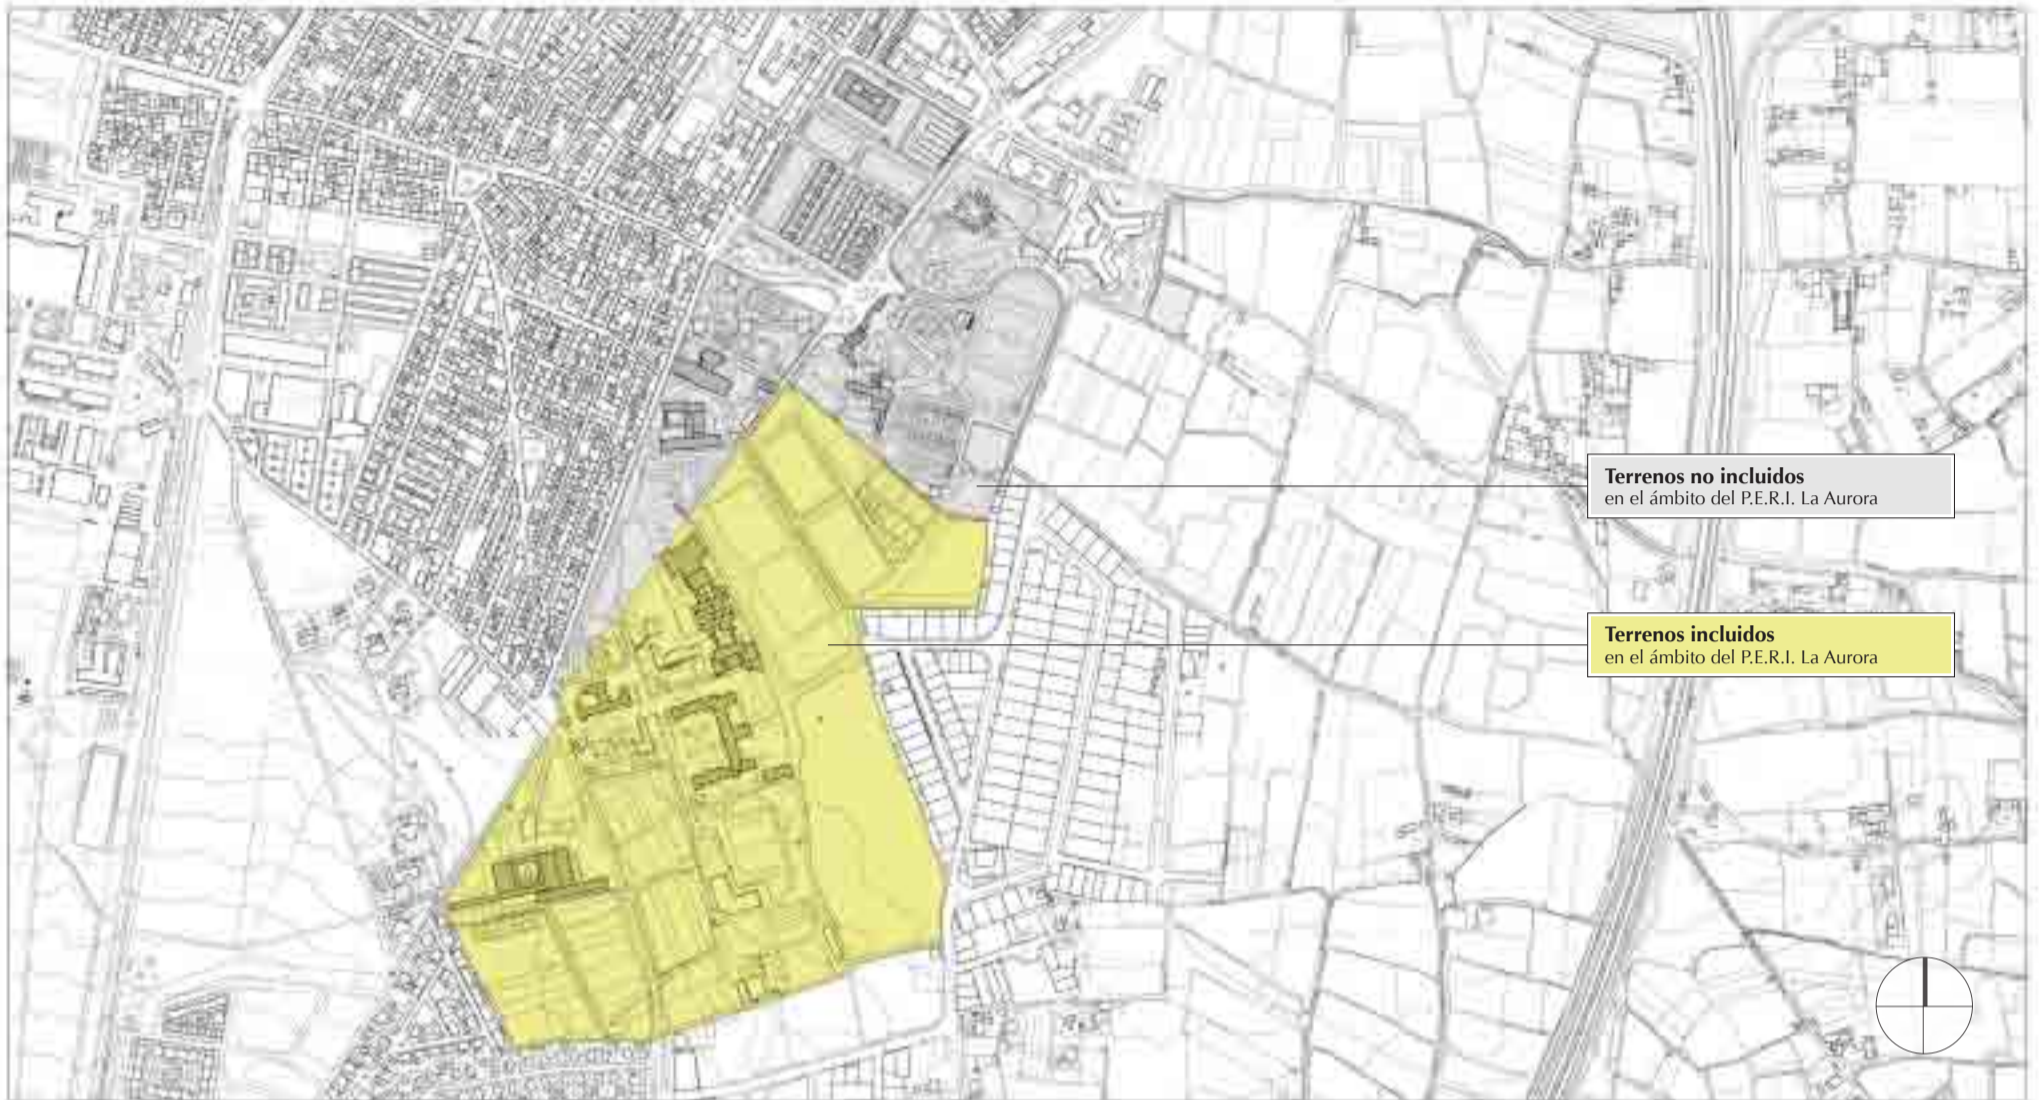 Terrenos no incluidos
en el ámbito del P.E.R.I. La Aurora
Terrenos incluidos
en el ámbito del P.E.R.I. La Aurora